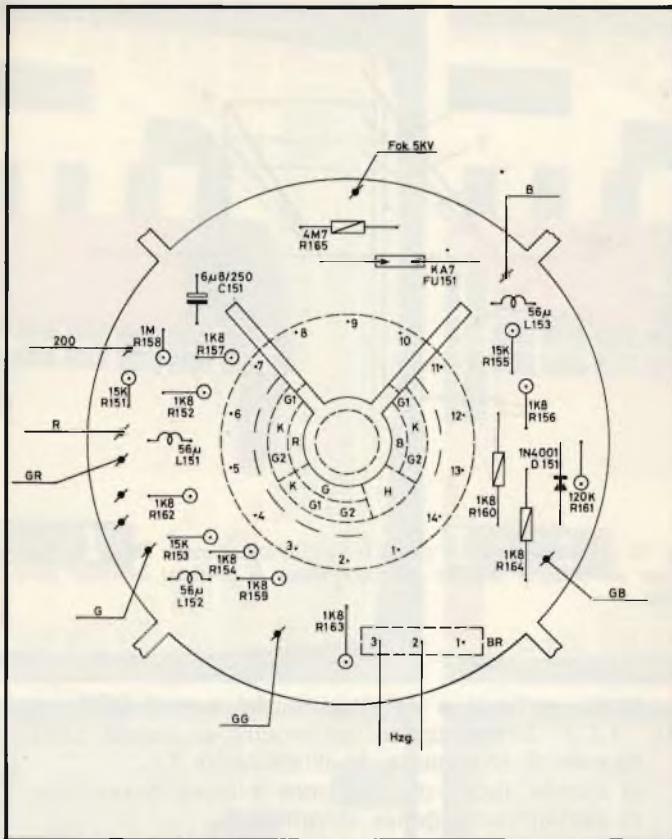 Fok. 5KV
B
4M7
R165
KA7
FU151
6µ8/250
C151
56µ
L153
200
1M
R158
1K8
R157
•8
•9
10
15K
R155
•7
11•
15K
R151
1K8
R152
G1
G1
1K8
R156
R
•6
K
K
12•
56µ
L151
R
B
1N4001
D151
G2
G2
GR
•5
K
G
H
13•
1K8
R160
120K
R161
1K8
R162
G1
G2
•4
14•
15K
R153
1K8
R154
1K8
R164
3•
2•
1•
G
56µ
L152
1K8
R159
GB
1K8
R163
3
2
1•
BR
GG
Hzg.